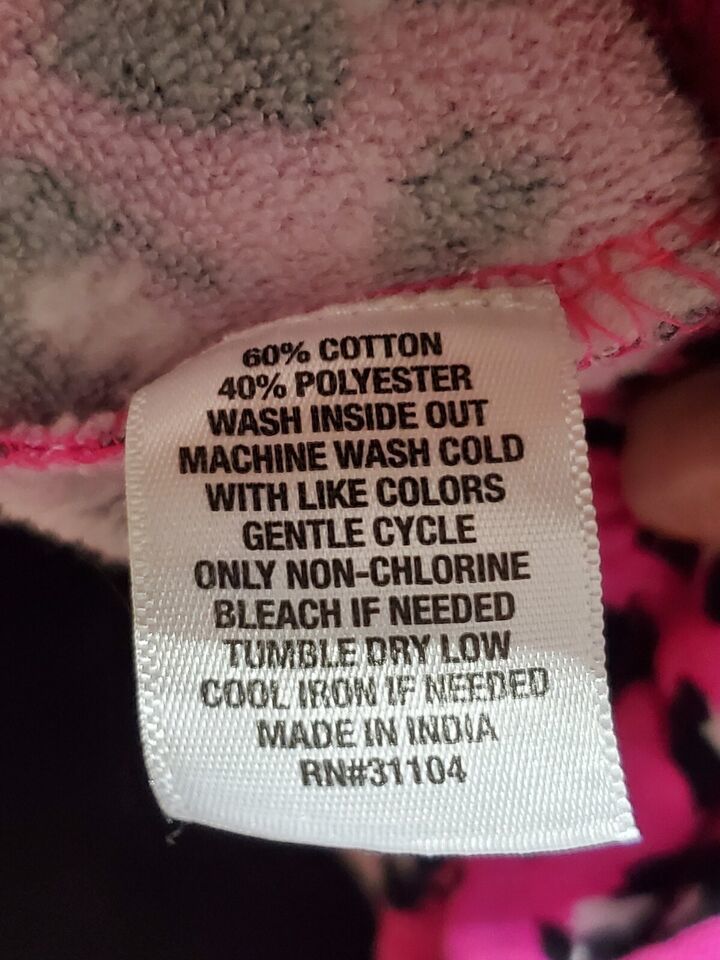 60% COTTON
40% POLYESTER
WASH INSIDE OUT
MACHINE WASH COLD
WITH LIKE COLORS
GENTLE CYCLE
ONLY NON-CHLORINE
BLEACH IF NEEDED
TUMBLE DRY LOW
COOL IRON IF NEEDED
MADE IN INDIA
RN#31104